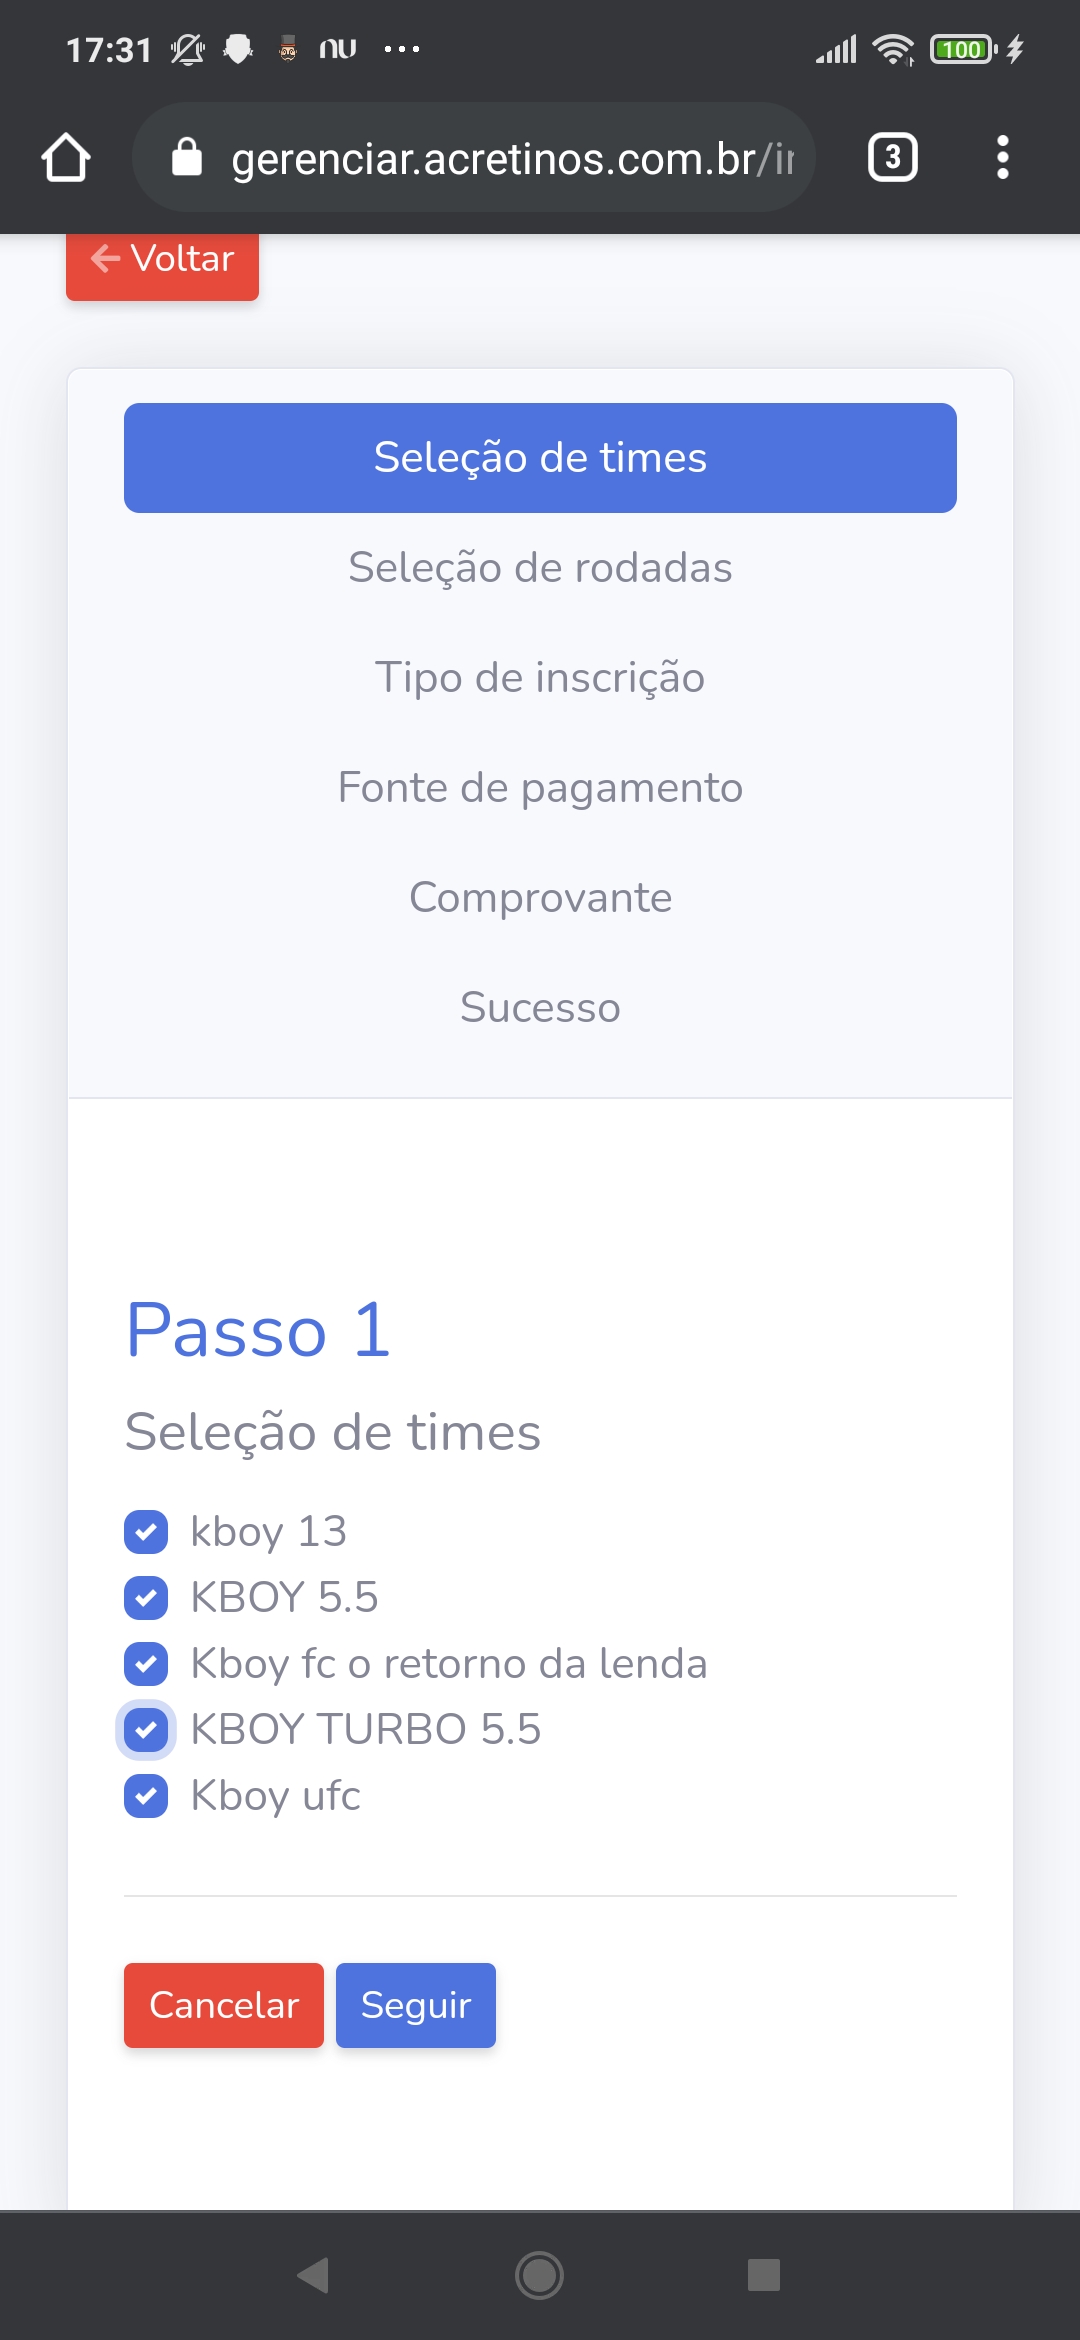 17:31 nu ...
100
gerenciar.acretinos.com.br/ir
3
Voltar
Seleção de times
Seleção de rodadas
Tipo de inscrição
Fonte de pagamento
Comprovante
Sucesso
Passo 1
Seleção de times
kboy 13
KBOY 5.5
Kboy fc o retorno da lenda
KBOY TURBO 5.5
Kboy ufc
Cancelar Seguir